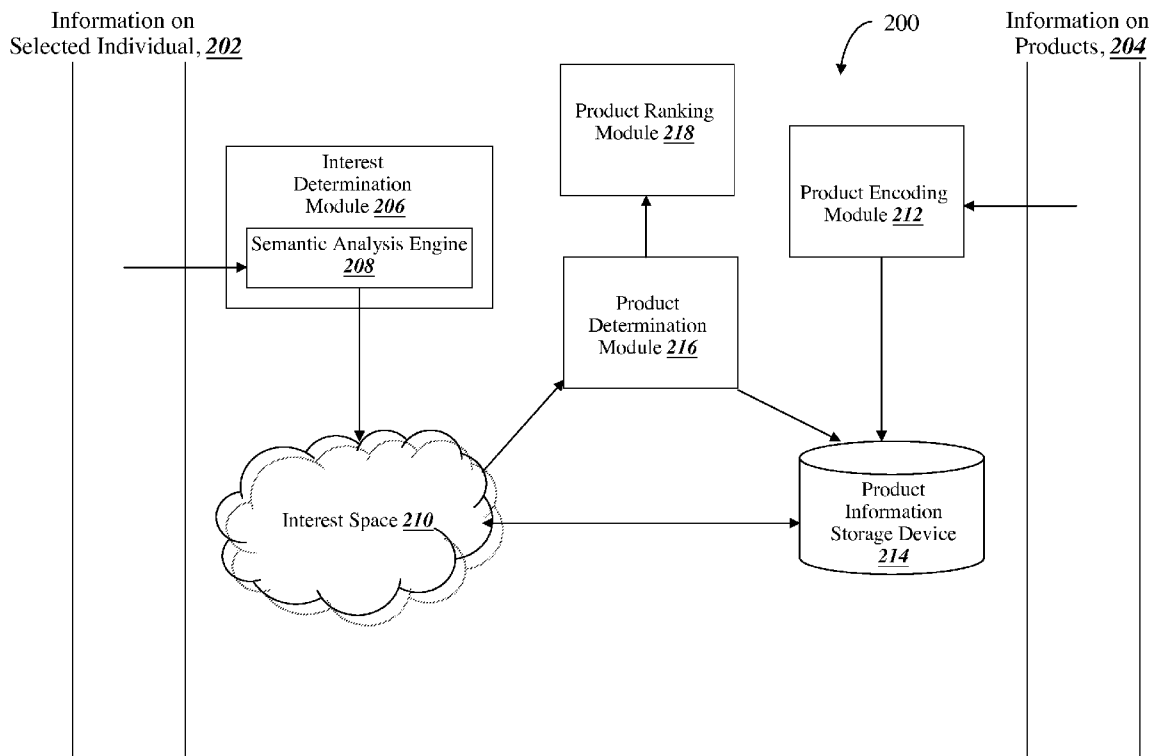 Information on
Selected Individual, 202
200
Information on
Products, 204
Product Ranking
Module 218
Interest
Determination
Module 206
Semantic Analysis Engine
208
Product Encoding
Module 212
Product
Determination
Module 216
Interest Space 210
Product
Information
Storage Device
214